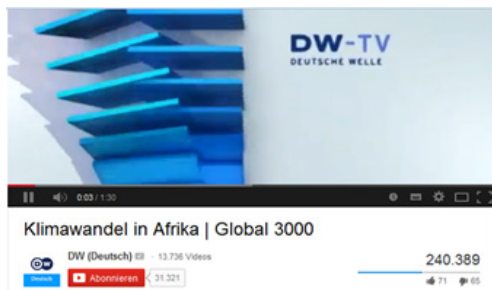 DW-TV
DEUTSCHE WELLE
0:03 / 1:30
Klimawandel in Afrika | Global 3000
DW
Deutsch
DW (Deutsch) · 13.736 Videos
Abonnieren 31.321
240.389
71 65